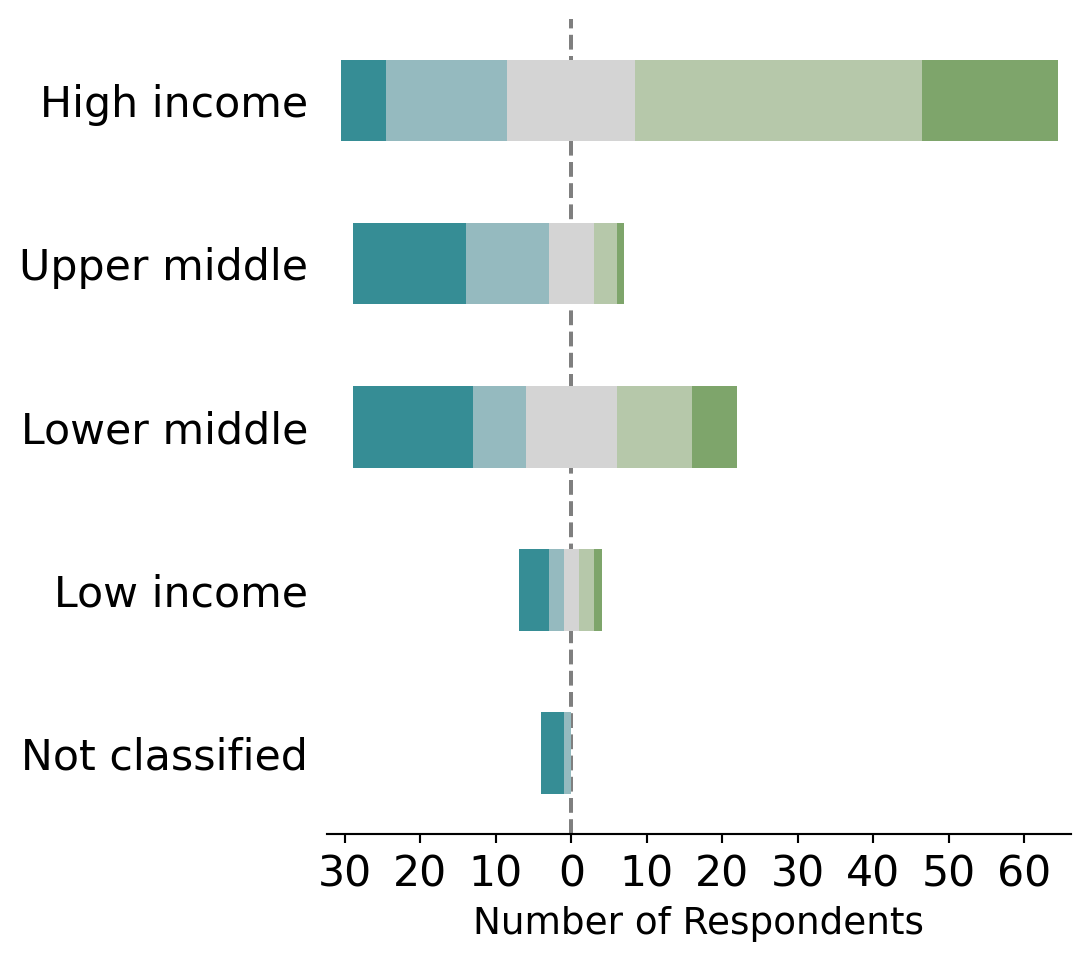 High income
Upper middle
Lower middle
Low income
Not classified
30 20 10 0 10 20 30 40 50 60
Number of Respondents